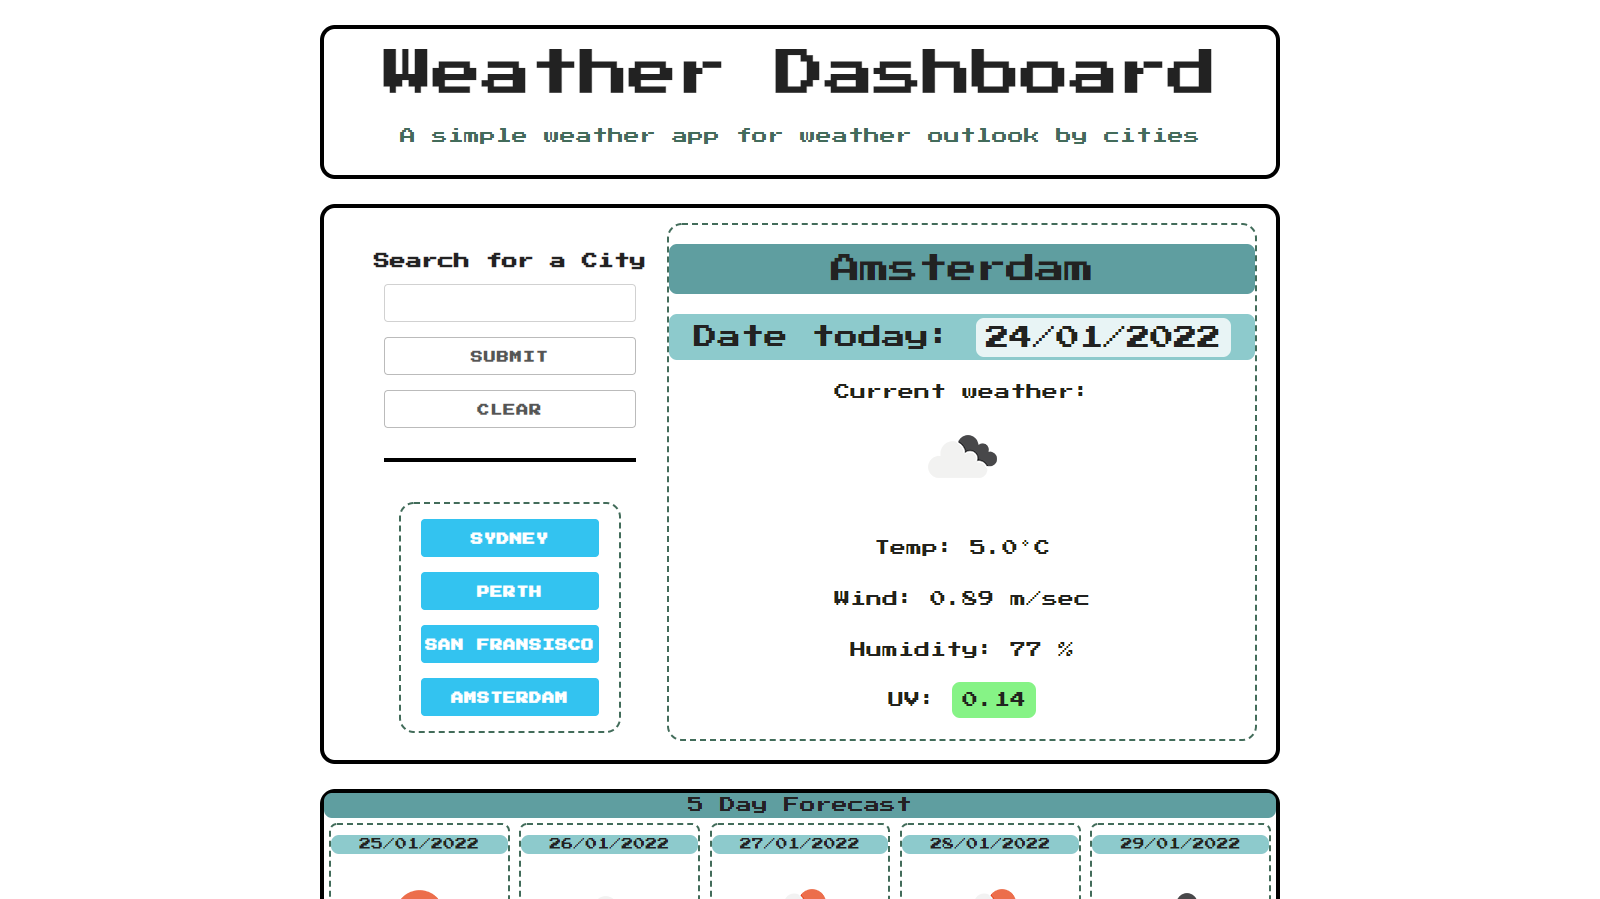 Weather Dashboard
A simple weather app for weather outlook by cities
Search for a City
SUBMIT
CLEAR
SYDNEY
PERTH
SAN FRANSISCO
AMSTERDAM
Amsterdam
Date today: 24/01/2022
Current weather:
Temp: 5.0°C
Wind: 0.89 m/sec
Humidity: 77 %
UV: 0.14
5 Day Forecast
25/01/2022 26/01/2022 27/01/2022 28/01/2022 29/01/2022